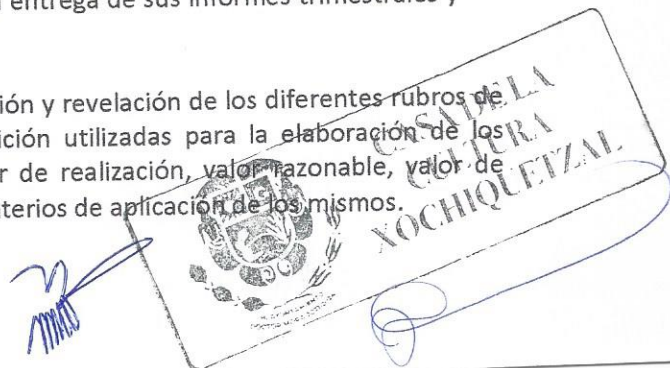 entrega de sus informes trimestrales y
ión y revelación de los diferentes rubros de
ición utilizadas para la elaboración de los
r de realización, valor razonable, valor de
terios de aplicación de los mismos.
CASA DE LA
CULTURA
XOCHIQUETZAL